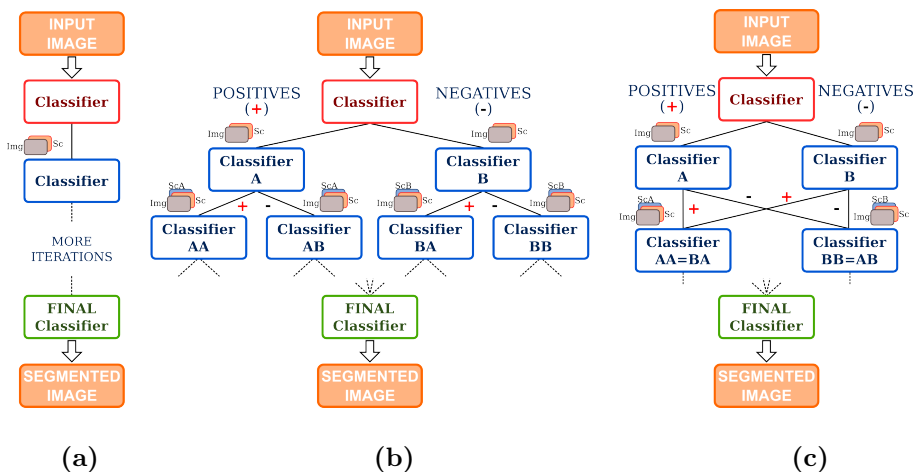 INPUT
IMAGE
Classifier
Img
Sc
Classifier
MORE
ITERATIONS
FINAL
Classifier
SEGMENTED
IMAGE
(a)
INPUT
IMAGE
POSITIVES
(+)
Classifier
NEGATIVES
(-)
Img
Sc
Img
Sc
Classifier
A
Classifier
B
ScA
Img
Sc
+
-
ScA
Img
Sc
ScB
Img
Sc
+
-
ScB
Img
Sc
Classifier
AA
Classifier
AB
Classifier
BA
Classifier
BB
FINAL
Classifier
SEGMENTED
IMAGE
(b)
INPUT
IMAGE
POSITIVES
(+)
Classifier
NEGATIVES
(-)
Img
Sc
Img
Sc
Classifier
A
Classifier
B
ScA
Img
Sc
+
-
+
-
ScB
Img
Sc
Classifier
AA=BA
Classifier
BB=AB
FINAL
Classifier
SEGMENTED
IMAGE
(c)